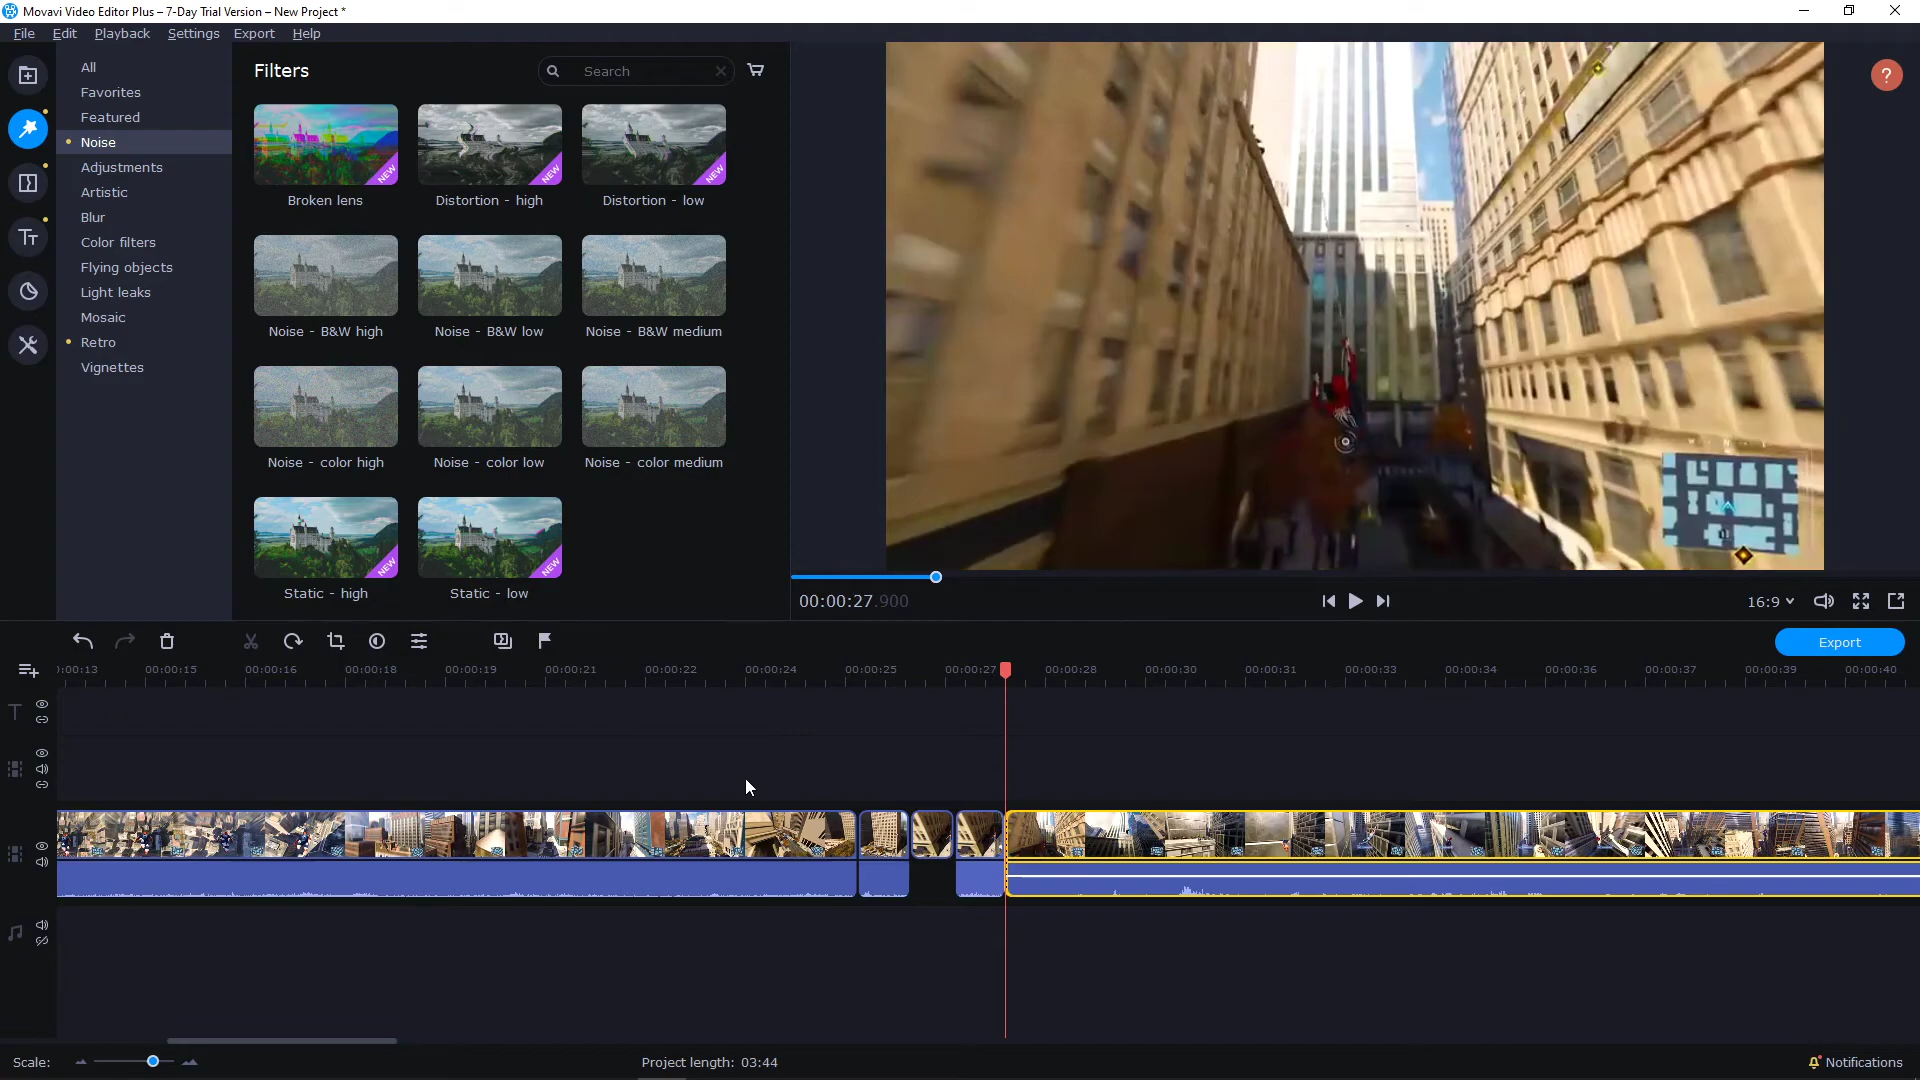 Movavi Video Editor Plus – 7-Day Trial Version – New Project *
File Edit Playback Settings Export Help
All
Favorites
Featured
Noise
Adjustments
Artistic
Blur
Color filters
Flying objects
Light leaks
Mosaic
Retro
Vignettes
Filters
Search
NEW NEW NEW
Broken lens Distortion - high Distortion - low
Noise - B&W high Noise - B&W low Noise - B&W medium
Noise - color high Noise - color low Noise - color medium
NEW NEW
Static - high Static - low
?
00:00:27.900
16:9
Export
00:00:15 00:00:16 00:00:18 00:00:19 00:00:21 00:00:22 00:00:24 00:00:25 00:00:27 00:00:28 00:00:30 00:00:31 00:00:33 00:00:34 00:00:36 00:00:37 00:00:39 00:00:40
Scale:
Project length: 03:44
Notifications